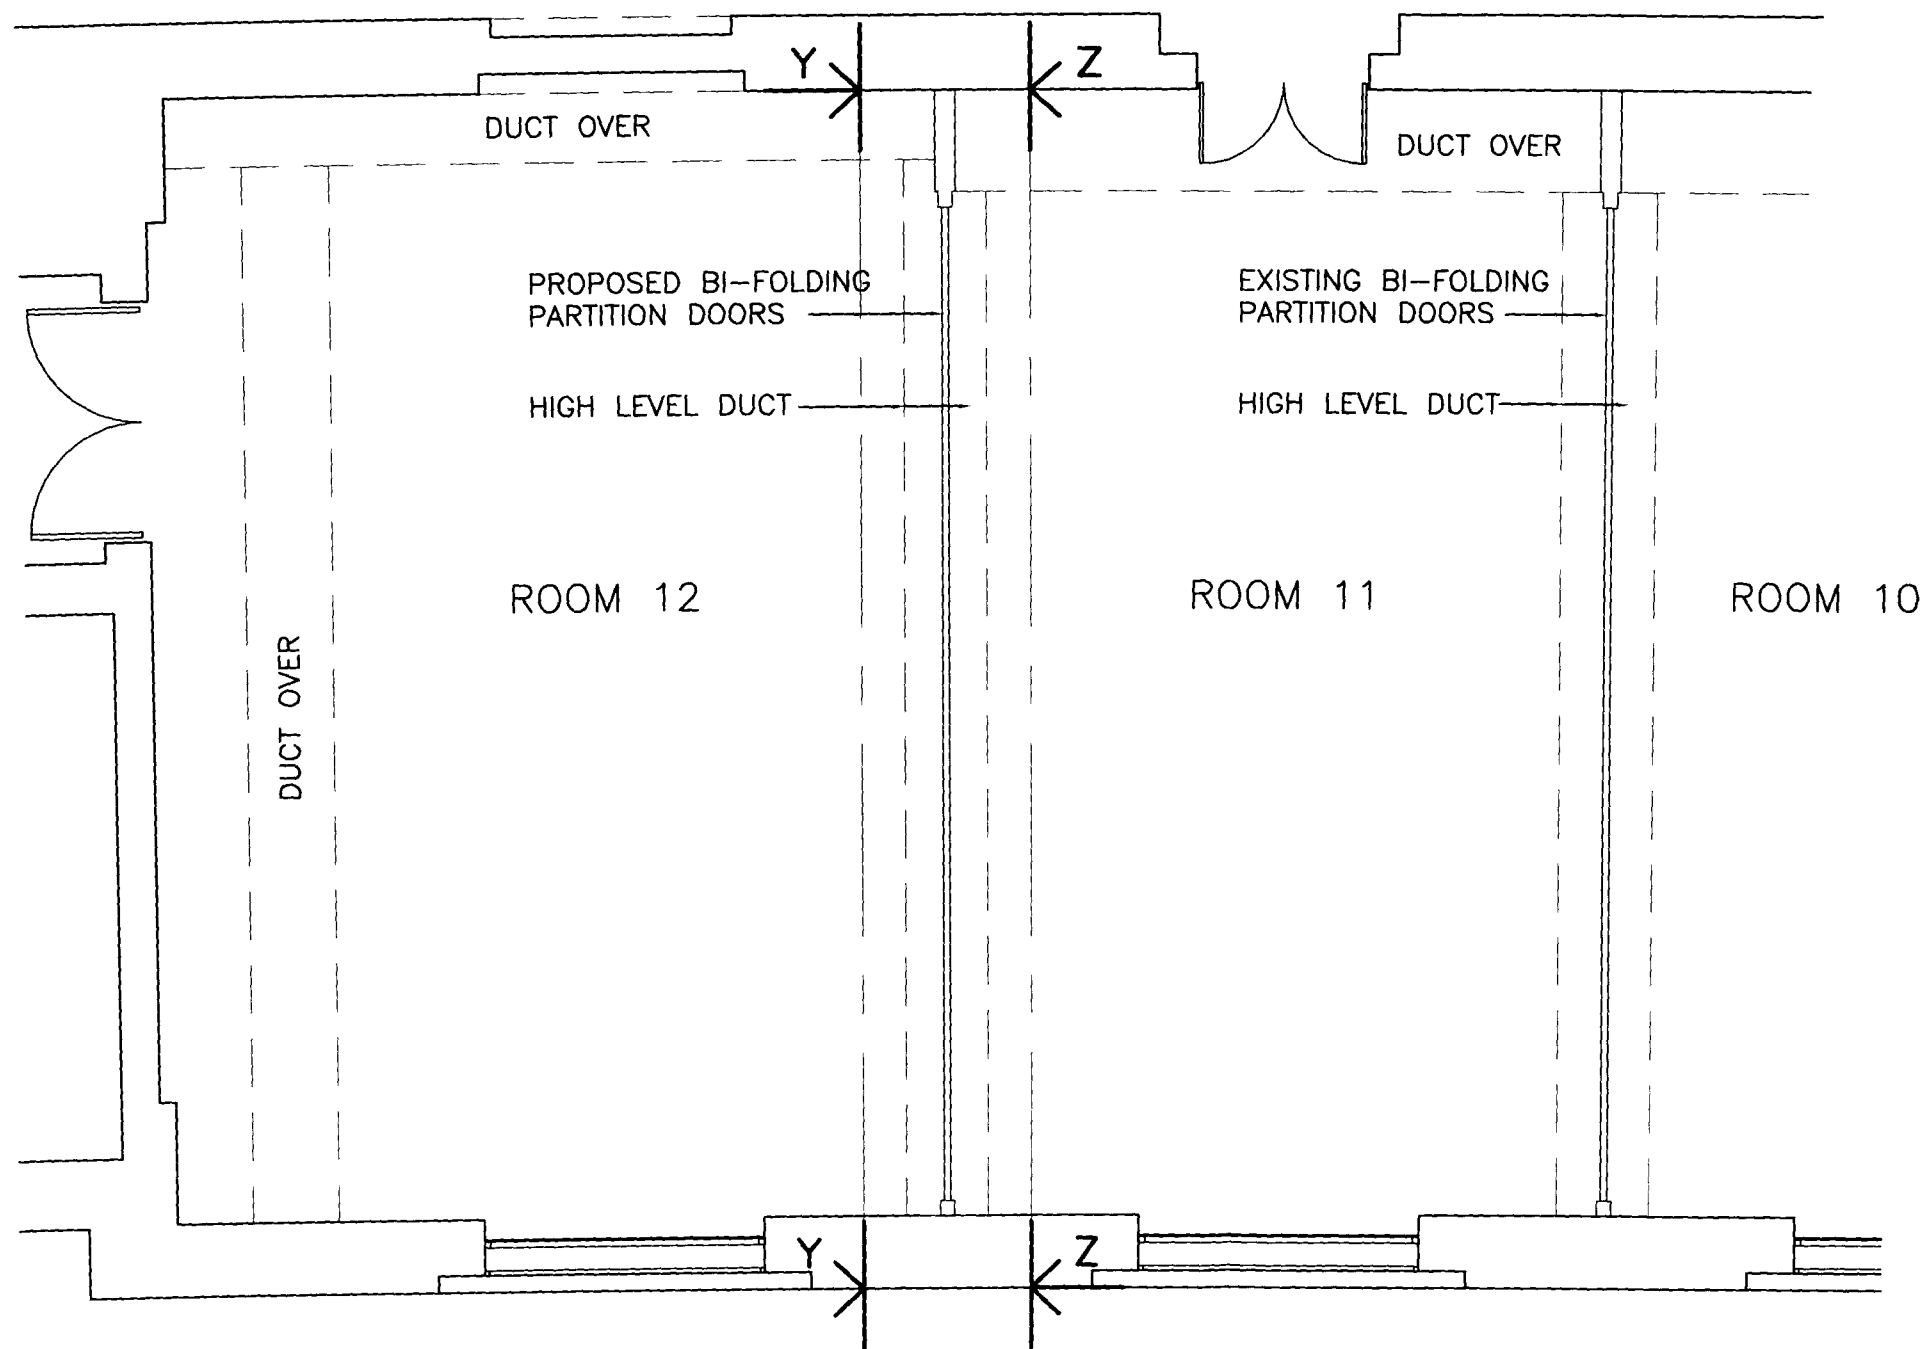 Y
Z
DUCT OVER
DUCT OVER
PROPOSED BI-FOLDING
PARTITION DOORS
EXISTING BI-FOLDING
PARTITION DOORS
HIGH LEVEL DUCT
HIGH LEVEL DUCT
ROOM 12
ROOM 11
ROOM 10
DUCT OVER
Y
Z